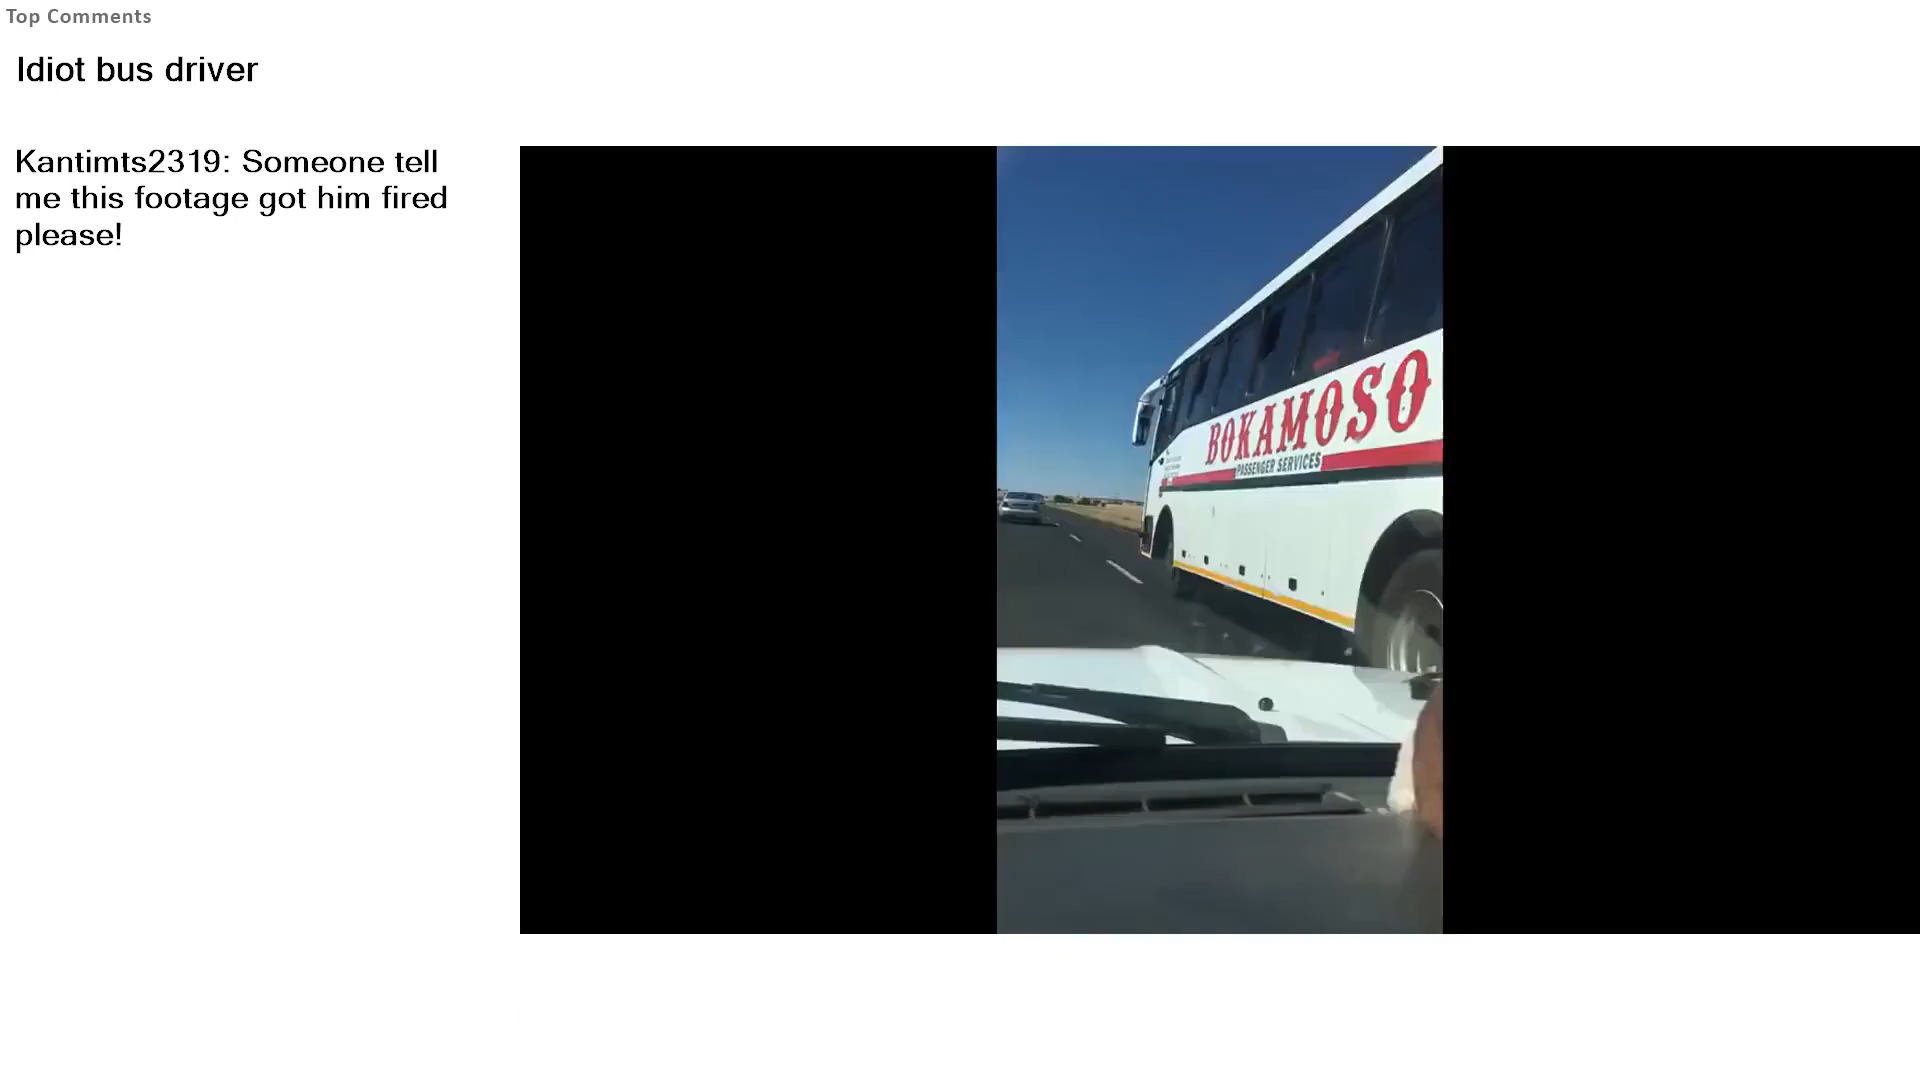 Top Comments
Idiot bus driver
Kantimts2319: Someone tell
me this footage got him fired
please!
BOKAMOSO
PASSENGER SERVICES